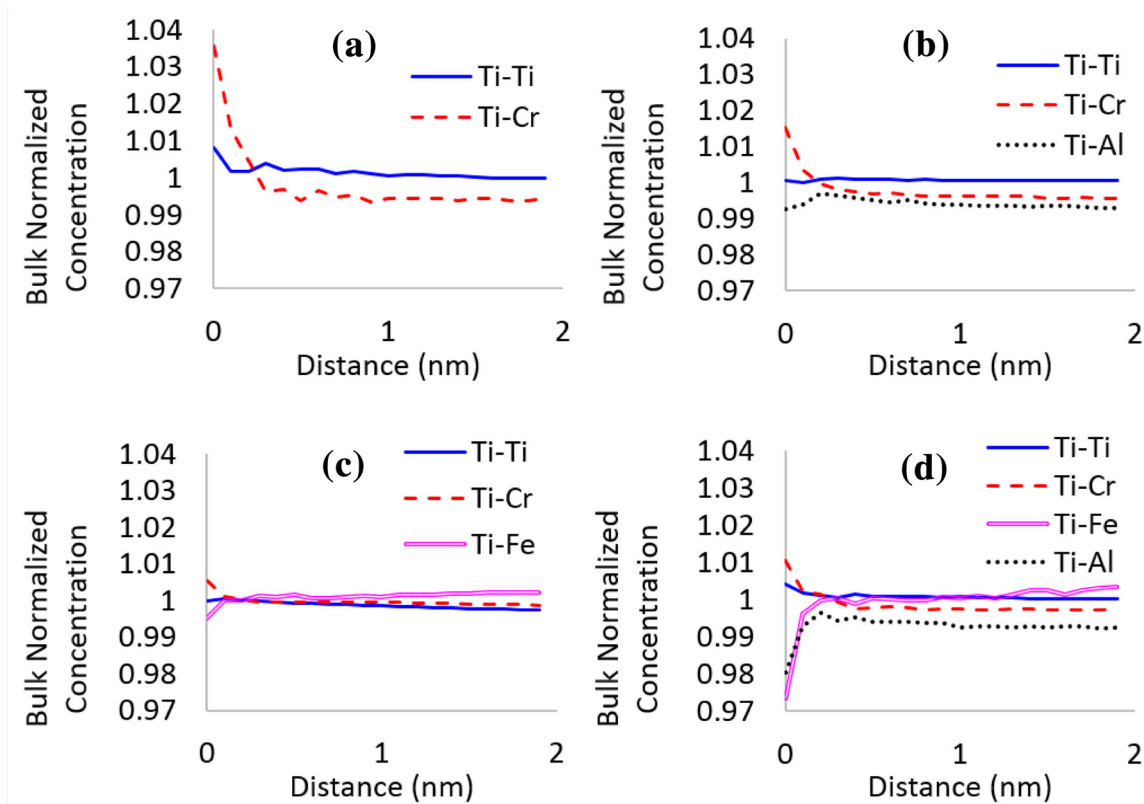 (a)
Bulk Normalized
Concentration
1.04
1.03
1.02
1.01
1
0.99
0.98
0.97
Ti-Ti
Ti-Cr
0 1 2
Distance (nm)
(b)
Bulk Normalized
Concentration
1.04
1.03
1.02
1.01
1
0.99
0.98
0.97
Ti-Ti
Ti-Cr
Ti-Al
0 1 2
Distance (nm)
(c)
Bulk Normalized
Concentration
1.04
1.03
1.02
1.01
1
0.99
0.98
0.97
Ti-Ti
Ti-Cr
Ti-Fe
0 1 2
Distance (nm)
(d)
Bulk Normalized
Concentration
1.04
1.03
1.02
1.01
1
0.99
0.98
0.97
Ti-Ti
Ti-Cr
Ti-Fe
Ti-Al
0 1 2
Distance (nm)